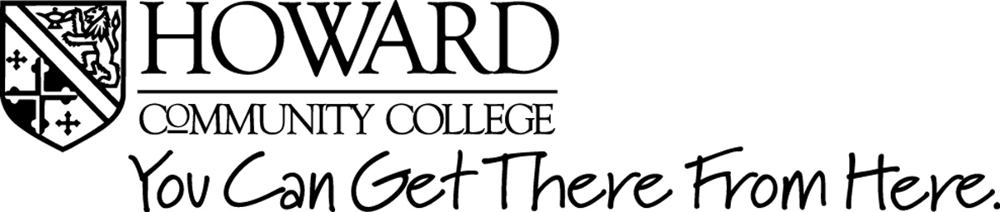 HOWARD
COMMUNITY COLLEGE
You Can Get There From Here.